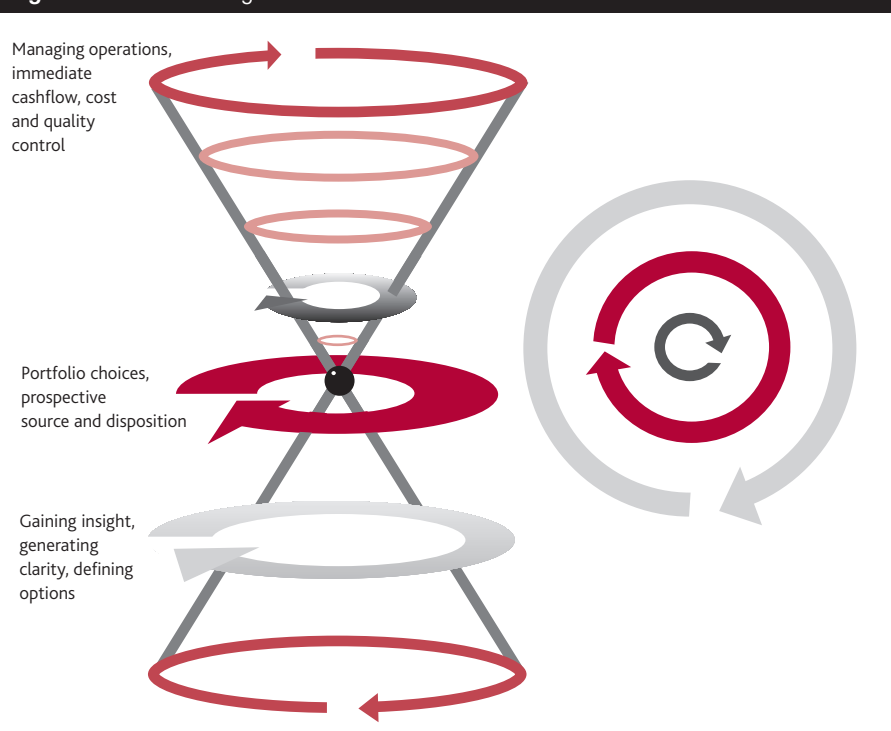 Managing operations,
immediate
cashflow, cost
and quality
control
Portfolio choices,
prospective
source and disposition
Gaining insight,
generating
clarity, defining
options